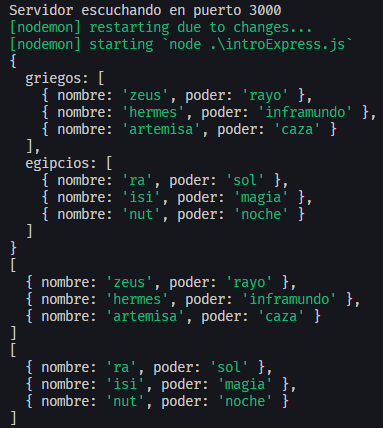 Servidor escuchando en puerto 3000
[nodemon] restarting due to changes...
[nodemon] starting `node .\introExpress.js`
{
  griegos: [
    { nombre: 'zeus', poder: 'rayo' },
    { nombre: 'hermes', poder: 'inframundo' },
    { nombre: 'artemisa', poder: 'caza' }
  ],
  egipcios: [
    { nombre: 'ra', poder: 'sol' },
    { nombre: 'isi', poder: 'magia' },
    { nombre: 'nut', poder: 'noche' }
  ]
}
[
  { nombre: 'zeus', poder: 'rayo' },
  { nombre: 'hermes', poder: 'inframundo' },
  { nombre: 'artemisa', poder: 'caza' }
]
[
  { nombre: 'ra', poder: 'sol' },
  { nombre: 'isi', poder: 'magia' },
  { nombre: 'nut', poder: 'noche' }
]